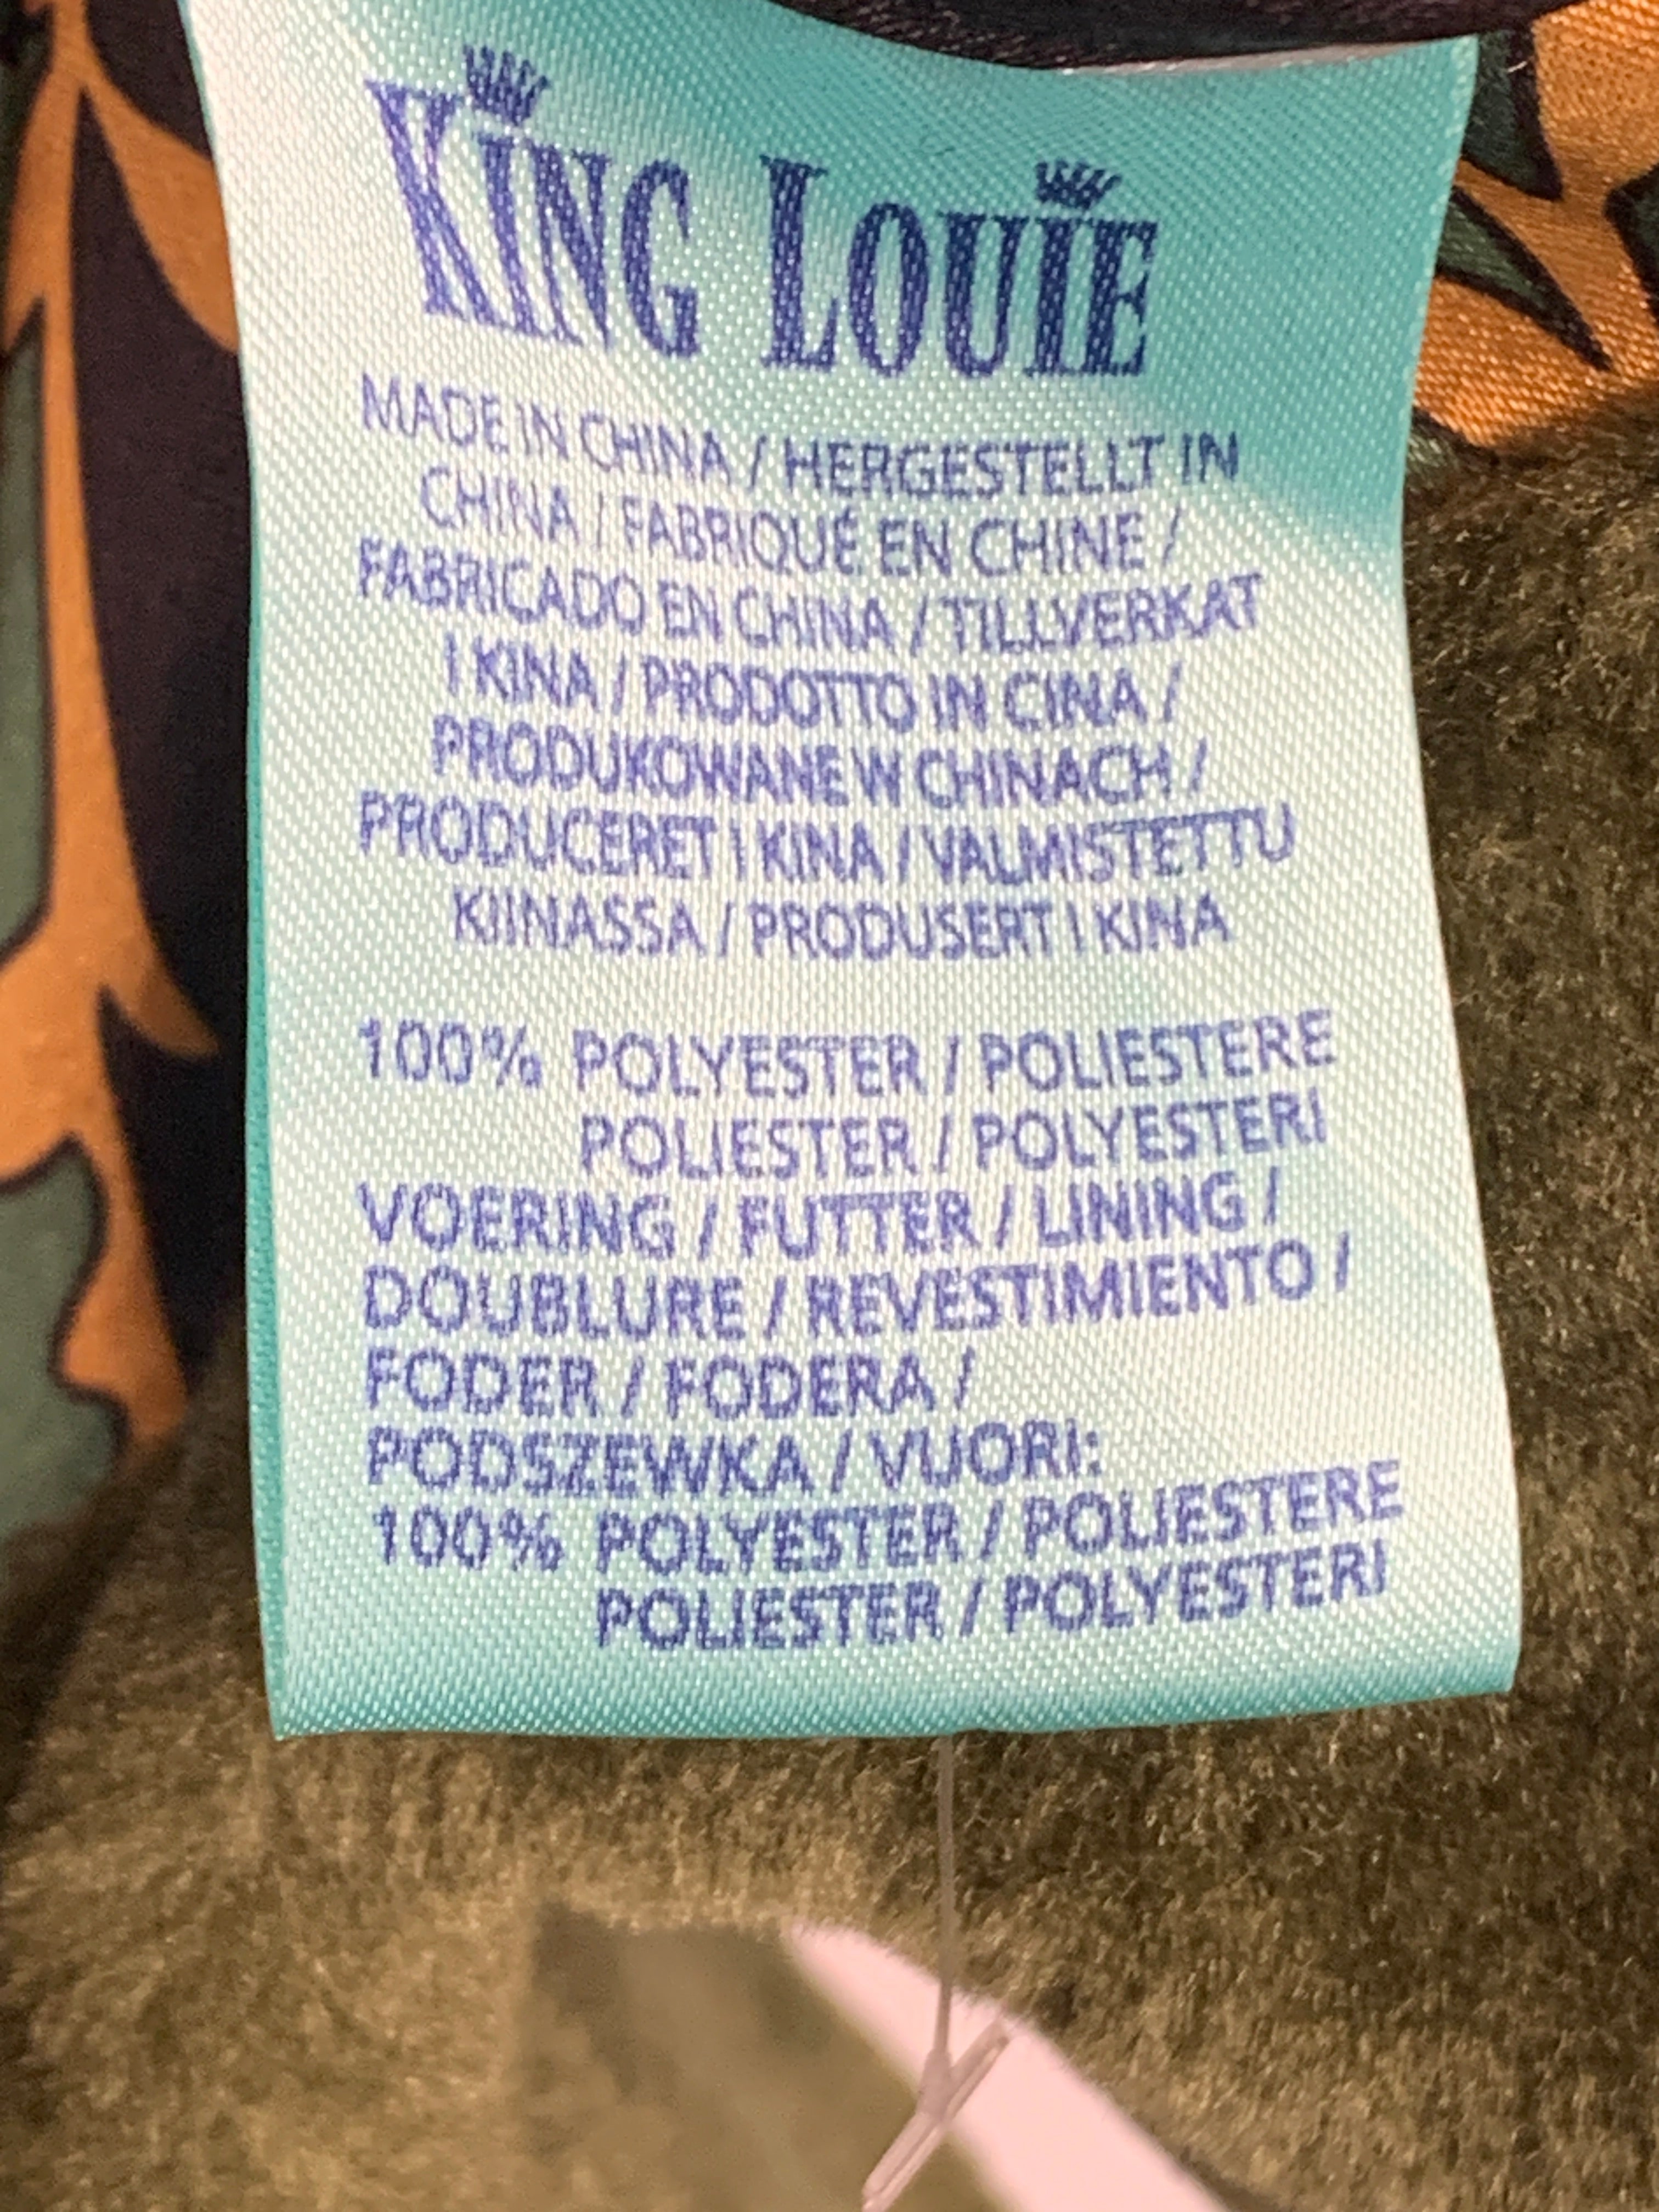 KING LOUIE
MADE IN CHINA / HERGESTELLT IN
CHINA / FABRIQUÉ EN CHINE /
FABRICADO EN CHINA / TILLVERKAT
I KINA / PRODOTTO IN CINA /
PRODUKOWANE W CHINACH /
PRODUCERET I KINA / VALMISTETTU
KIINASSA / PRODUSERT I KINA
100% POLYESTER / POLIESTERE
POLIESTER / POLYESTERI
VOERING / FUTTER / LINING /
DOUBLURE / REVESTIMIENTO /
FODER / FODERA /
PODSZEWKA / VUORI:
100% POLYESTER / POLIESTERE
POLIESTER / POLYESTERI